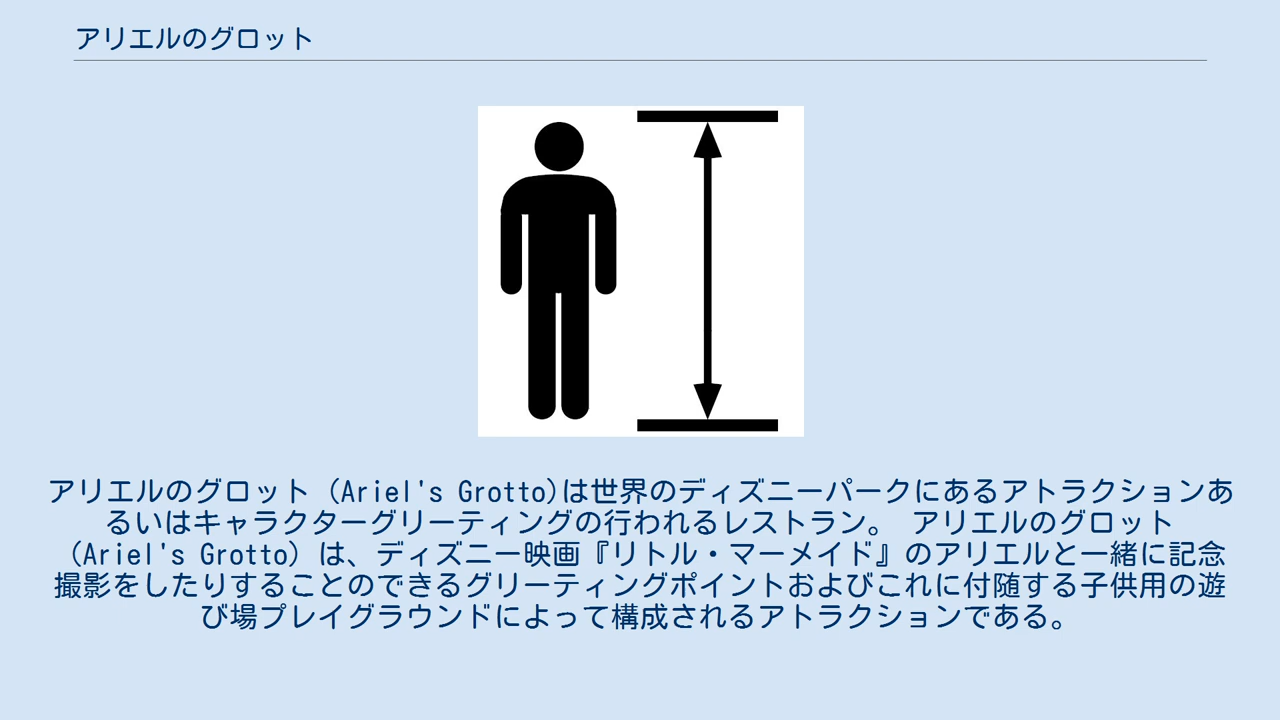 アリエルのグロット
アリエルのグロット（Ariel's Grotto)は世界のディズニーパークにあるアトラクションあ
るいはキャラクターグリーティングの行われるレストラン。 アリエルのグロット
（Ariel's Grotto）は、ディズニー映画『リトル・マーメイド』のアリエルと一緒に記念
撮影をしたりすることのできるグリーティングポイントおよびこれに付随する子供用の遊
び場プレイグラウンドによって構成されるアトラクションである。